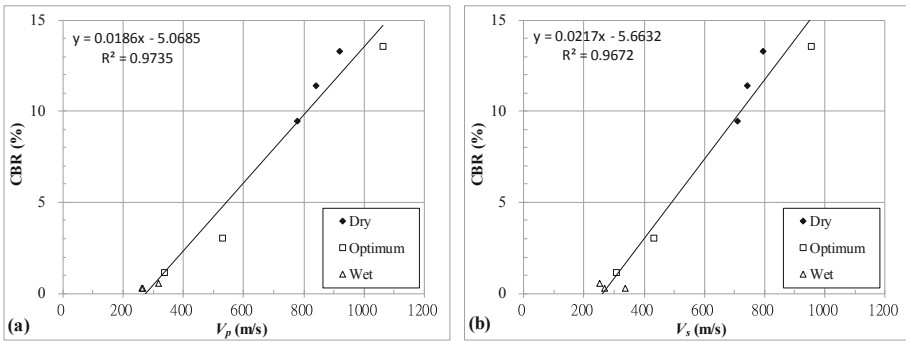 15
10
5
0
CBR (%)
y = 0.0186x - 5.0685
R² = 0.9735
Dry
Optimum
Wet
0 200 400 600 800 1000 1200
(a)
Vp (m/s)
15
10
5
0
CBR (%)
y = 0.0217x - 5.6632
R² = 0.9672
Dry
Optimum
Wet
0 200 400 600 800 1000 1200
(b)
Vs (m/s)